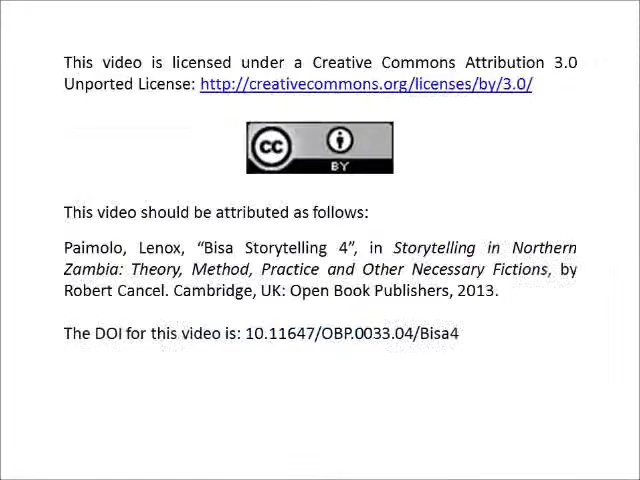 This video is licensed under a Creative Commons Attribution 3.0
Unported License: http://creativecommons.org/licenses/by/3.0/
cc
BY
This video should be attributed as follows:
Paimolo, Lenox, “Bisa Storytelling 4”, in Storytelling in Northern
Zambia: Theory, Method, Practice and Other Necessary Fictions, by
Robert Cancel. Cambridge, UK: Open Book Publishers, 2013.
The DOI for this video is: 10.11647/OBP.0033.04/Bisa4